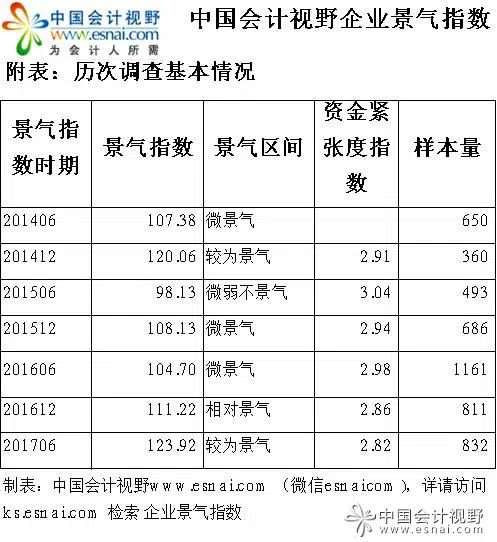 中国会计视野
www.esnai.com
为会计人所需
中国会计视野企业景气指数
附表：历次调查基本情况
景气指数时期 景气指数 景气区间 资金紧张度指数 样本量
201406 107.38 微景气 650
201412 120.06 较为景气 2.91 360
201506 98.13 微弱不景气 3.04 493
201512 108.13 微景气 2.94 686
201606 104.70 微景气 2.98 1161
201612 111.22 相对景气 2.86 811
201706 123.92 较为景气 2.82 832
制表：中国会计视野www.esnai.com （微信esnaicom），详请访问
ks.esnai.com 检索 企业景气指数
中国会计视野